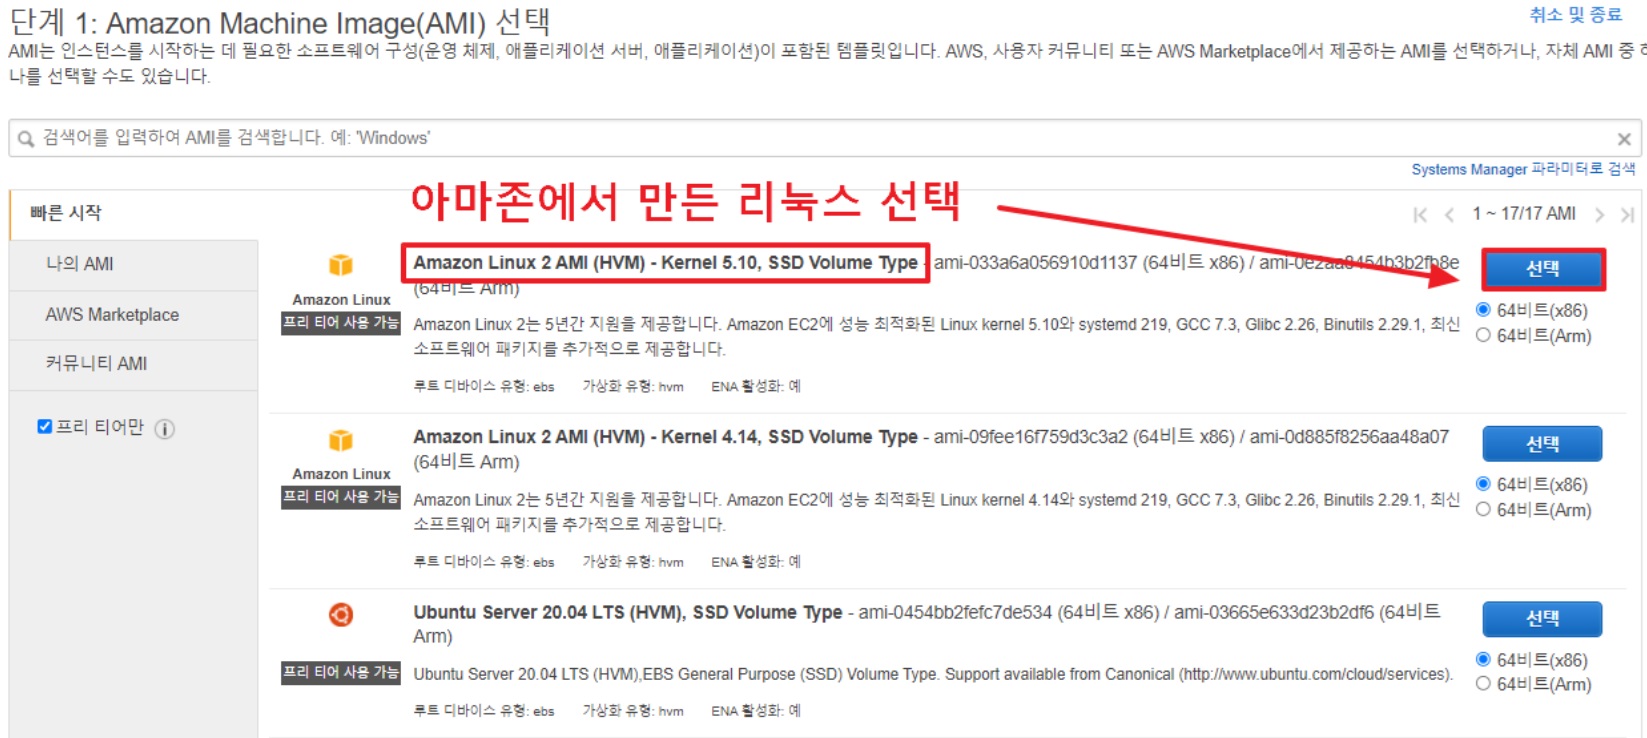 단계 1: Amazon Machine Image(AMI) 선택
취소 및 종료
AMI는 인스턴스를 시작하는 데 필요한 소프트웨어 구성(운영 체제, 애플리케이션 서버, 애플리케이션)이 포함된 템플릿입니다. AWS, 사용자 커뮤니티 또는 AWS Marketplace에서 제공하는 AMI를 선택하거나, 자체 AMI 중 하
나를 선택할 수도 있습니다.
검색어를 입력하여 AMI를 검색합니다. 예: 'Windows'
Systems Manager 파라미터로 검색
빠른 시작
나의 AMI
AWS Marketplace
커뮤니티 AMI
프리 티어만
아마존에서 만든 리눅스 선택
1 ~ 17/17 AMI
Amazon Linux
프리 티어 사용 가능
Amazon Linux 2 AMI (HVM) - Kernel 5.10, SSD Volume Type - ami-033a6a056910d1137 (64비트 x86) / ami-0e2aa8454b3b2fb8e
(64비트 Arm)
Amazon Linux 2는 5년간 지원을 제공합니다. Amazon EC2에 성능 최적화된 Linux kernel 5.10와 systemd 219, GCC 7.3, Glibc 2.26, Binutils 2.29.1, 최신
소프트웨어 패키지를 추가적으로 제공합니다.
루트 디바이스 유형: ebs 가상화 유형: hvm ENA 활성화: 예
선택
64비트(x86)
64비트(Arm)
Amazon Linux
프리 티어 사용 가능
Amazon Linux 2 AMI (HVM) - Kernel 4.14, SSD Volume Type - ami-09fee16f759d3c3a2 (64비트 x86) / ami-0d885f8256aa48a07
(64비트 Arm)
Amazon Linux 2는 5년간 지원을 제공합니다. Amazon EC2에 성능 최적화된 Linux kernel 4.14와 systemd 219, GCC 7.3, Glibc 2.26, Binutils 2.29.1, 최신
소프트웨어 패키지를 추가적으로 제공합니다.
루트 디바이스 유형: ebs 가상화 유형: hvm ENA 활성화: 예
선택
64비트(x86)
64비트(Arm)
프리 티어 사용 가능
Ubuntu Server 20.04 LTS (HVM), SSD Volume Type - ami-0454bb2fefc7de534 (64비트 x86) / ami-03665e633d23b2df6 (64비트
Arm)
Ubuntu Server 20.04 LTS (HVM),EBS General Purpose (SSD) Volume Type. Support available from Canonical (http://www.ubuntu.com/cloud/services).
루트 디바이스 유형: ebs 가상화 유형: hvm ENA 활성화: 예
선택
64비트(x86)
64비트(Arm)